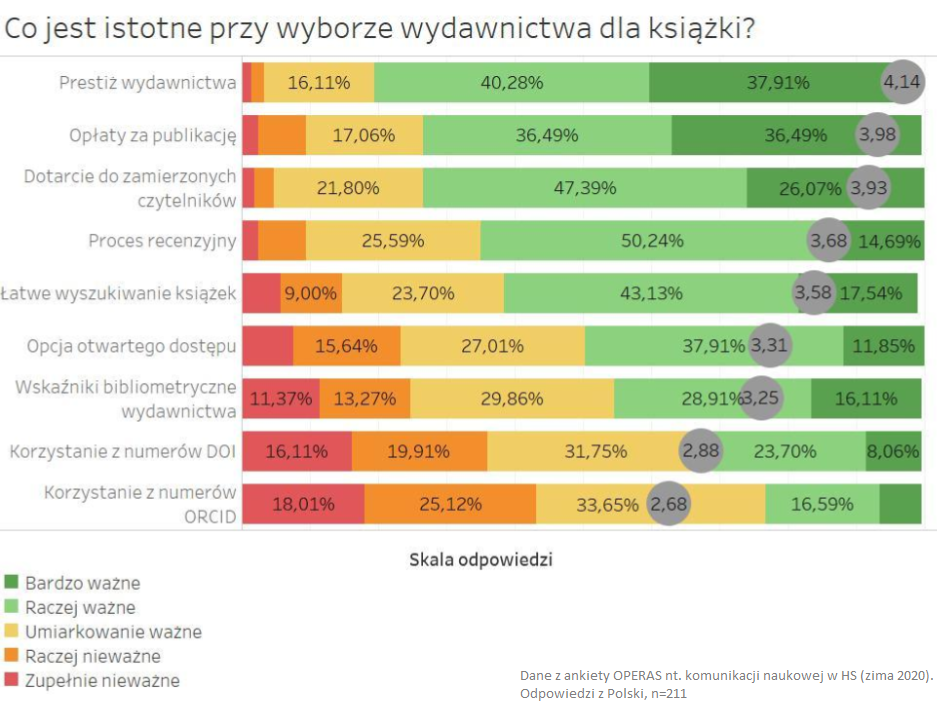 Co jest istotne przy wyborze wydawnictwa dla książki?
Prestiż wydawnictwa
16,11% 40,28% 37,91% 4,14
Opłaty za publikację
17,06% 36,49% 36,49% 3,98
Dotarcie do zamierzonych
czytelników
21,80% 47,39% 26,07% 3,93
Proces recenzyjny
25,59% 50,24% 3,68 14,69%
Łatwe wyszukiwanie książek
9,00% 23,70% 43,13% 3,58 17,54%
Opcja otwartego dostępu
15,64% 27,01% 37,91% 3,31 11,85%
Wskaźniki bibliometryczne
wydawnictwa
11,37% 13,27% 29,86% 28,91% 3,25 16,11%
Korzystanie z numerów DOI
16,11% 19,91% 31,75% 2,88 23,70% 8,06%
Korzystanie z numerów
ORCID
18,01% 25,12% 33,65% 2,68 16,59%
Skala odpowiedzi
Bardzo ważne
Raczej ważne
Umiarkowanie ważne
Raczej nieważne
Zupełnie nieważne
Dane z ankiety OPERAS nt. komunikacji naukowej w HS (zima 2020).
Odpowiedzi z Polski, n=211